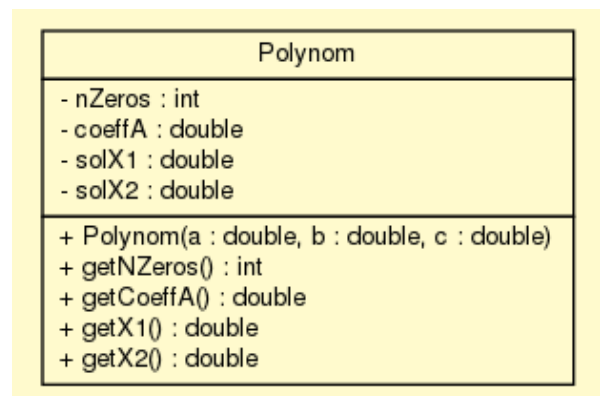 Polynom
- nZeros : int
- coeffA : double
- solX1 : double
- solX2 : double
+ Polynom(a : double, b : double, c : double)
+ getNZeros() : int
+ getCoeffA() : double
+ getX1() : double
+ getX2() : double